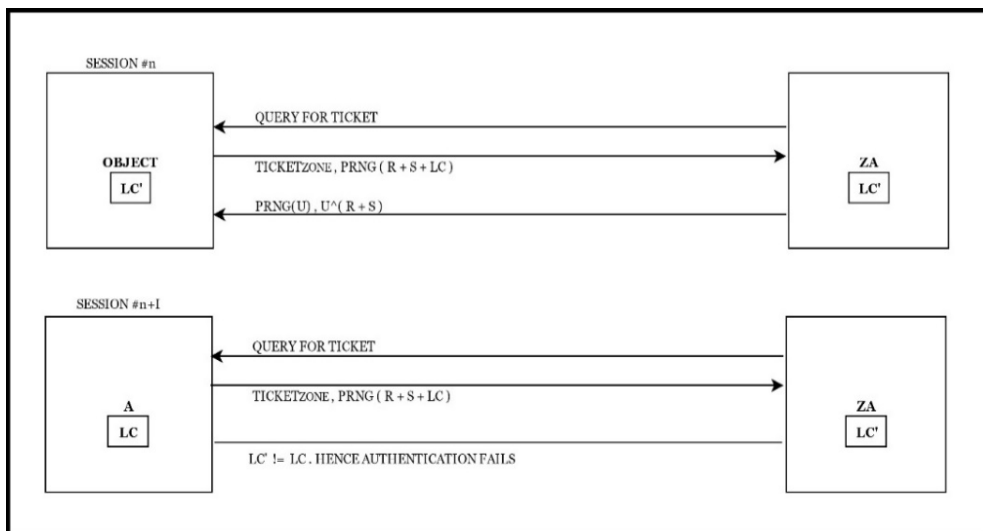 SESSION #n
QUERY FOR TICKET
OBJECT
LC'
TICKETZONE, PRNG ( R + S + LC )
ZA
LC'
PRNG(U) , U^( R + S )
SESSION #n+I
QUERY FOR TICKET
A
LC
TICKETZONE, PRNG ( R + S + LC )
ZA
LC'
LC' != LC . HENCE AUTHENTICATION FAILS